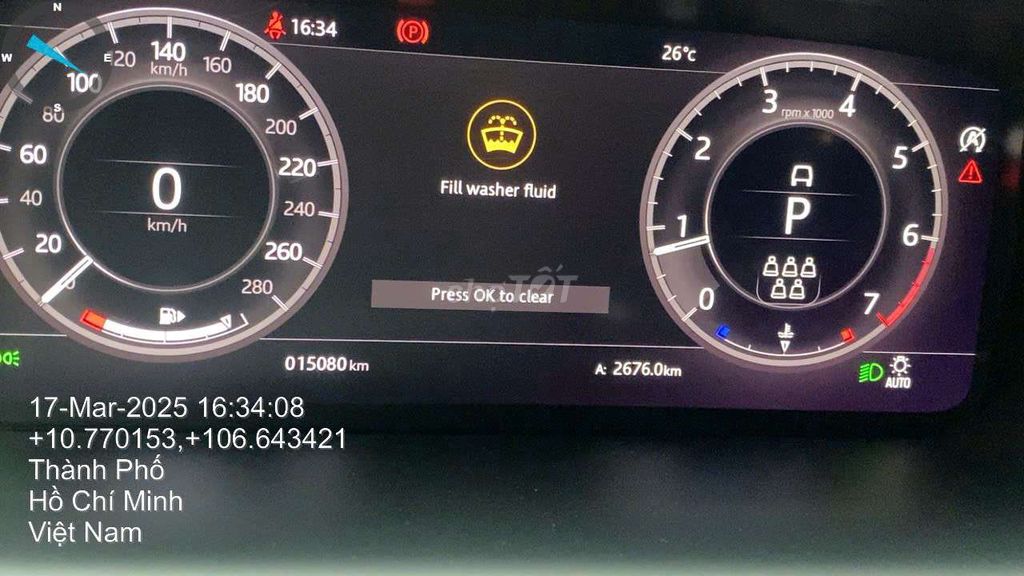 N
W
E
S
16:34
P
26°c
20
40
60
80
100
120
140
km/h
160
180
200
220
240
260
280
0
km/h
Fill washer fluid
chợTỐT
Press OK to clear
0
1
2
3
4
5
6
7
rpm x 1000
A
P
015080 km
A: 2676.0km
AUTO
17-Mar-2025 16:34:08
+10.770153,+106.643421
Thành Phố
Hồ Chí Minh
Việt Nam